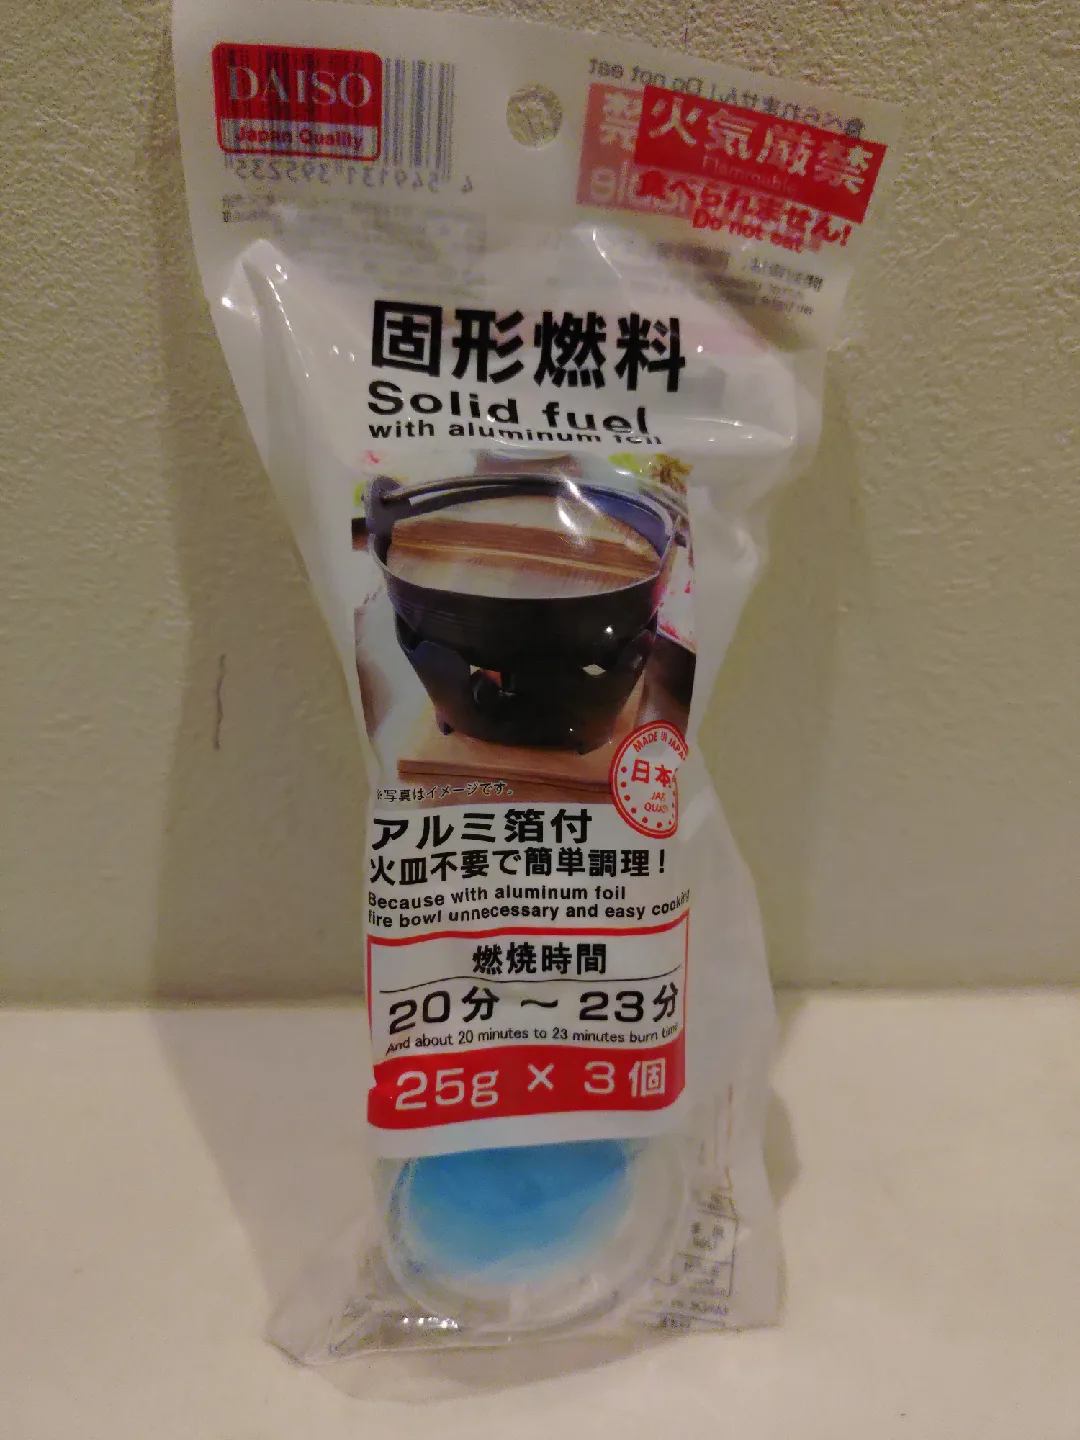 DAISO
Japan Quality
4 549131 395235
火気厳禁
Flammable
食べられません!
Do not eat
固形燃料
Solid fuel
with aluminum foil
MADE IN JAPAN
日本
※写真はイメージです。
アルミ箔付
火皿不要で簡単調理!
Because with aluminum foil
fire bowl unnecessary and easy cooking
燃焼時間
20分 ~ 23分
And about 20 minutes to 23 minutes burn time
25g × 3個